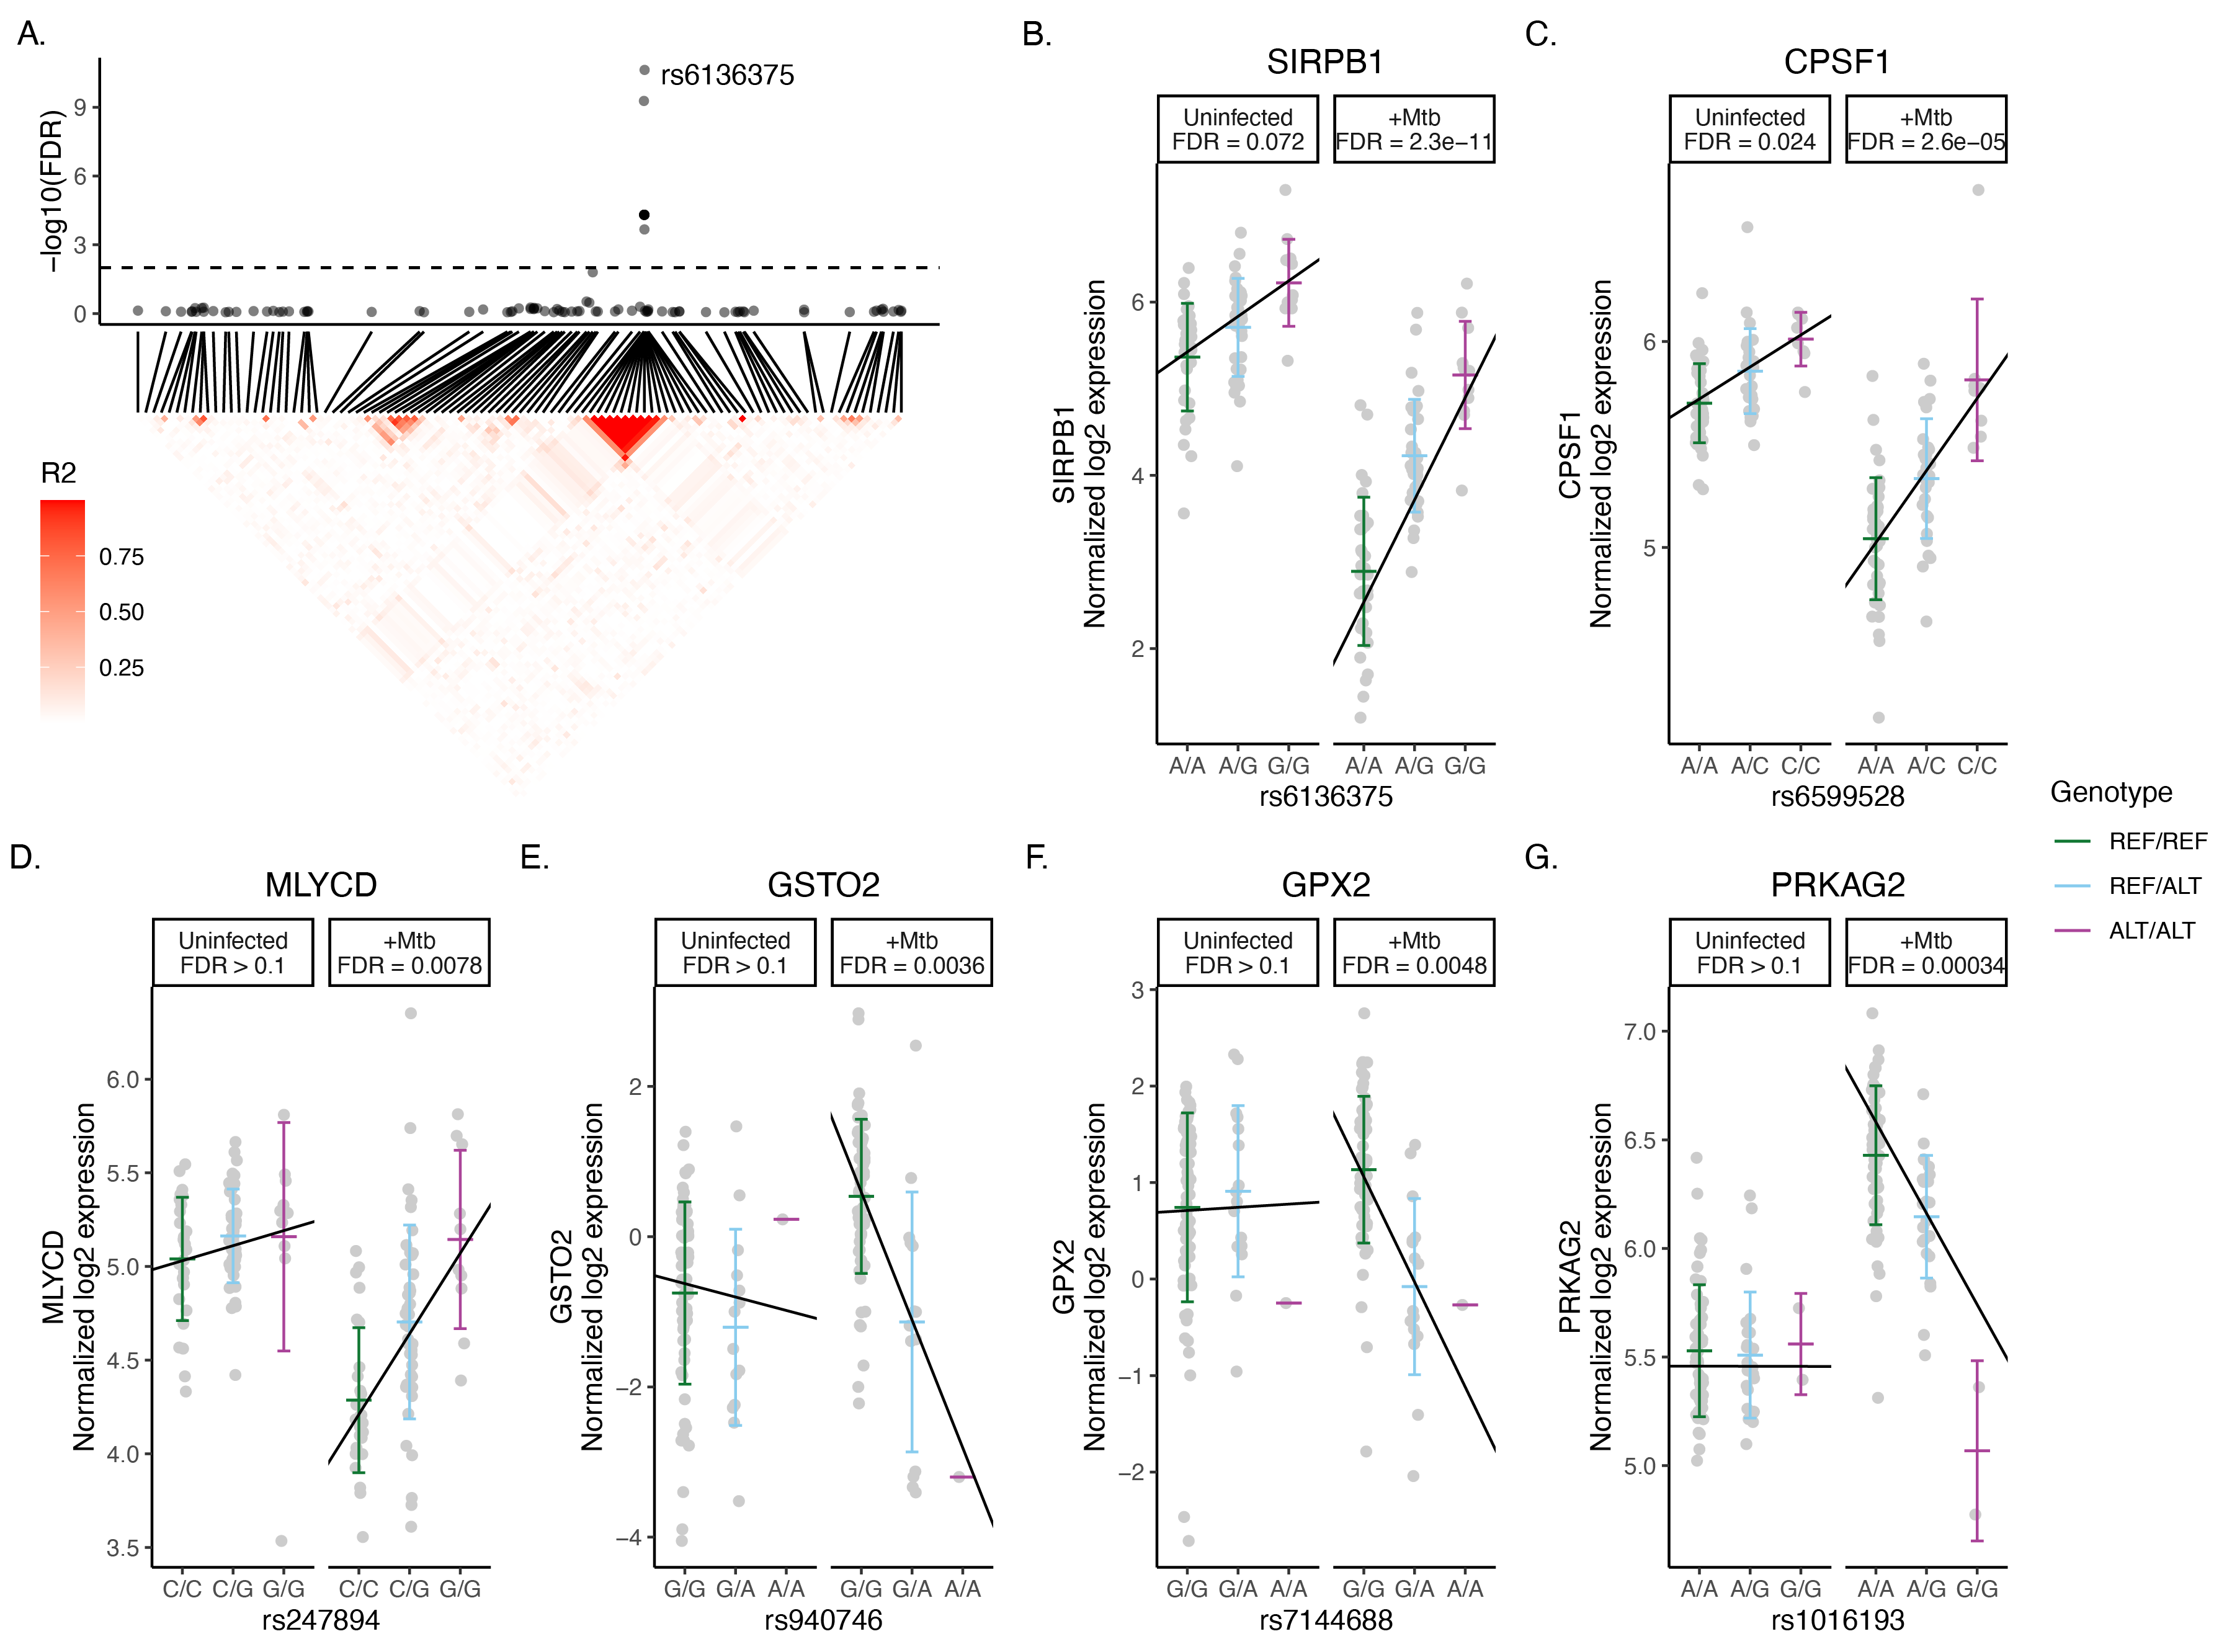 A.
rs6136375
−log10(FDR)
9
6
3
0
R2
0.75
0.50
0.25
B.
SIRPB1
Uninfected
FDR = 0.072
+Mtb
FDR = 2.3e−11
SIRPB1
Normalized log2 expression
6
4
2
A/A A/G G/G
A/A A/G G/G
rs6136375
C.
CPSF1
Uninfected
FDR = 0.024
+Mtb
FDR = 2.6e−05
CPSF1
Normalized log2 expression
6
5
A/A A/C C/C
A/A A/C C/C
rs6599528
Genotype
REF/REF
REF/ALT
ALT/ALT
D.
MLYCD
Uninfected
FDR > 0.1
+Mtb
FDR = 0.0078
MLYCD
Normalized log2 expression
6.0
5.5
5.0
4.5
4.0
3.5
C/C C/G G/G
C/C C/G G/G
rs247894
E.
GSTO2
Uninfected
FDR > 0.1
+Mtb
FDR = 0.0036
GSTO2
Normalized log2 expression
2
0
−2
−4
G/G G/A A/A
G/G G/A A/A
rs940746
F.
GPX2
Uninfected
FDR > 0.1
+Mtb
FDR = 0.0048
GPX2
Normalized log2 expression
3
2
1
0
−1
−2
G/G G/A A/A
G/G G/A A/A
rs7144688
G.
PRKAG2
Uninfected
FDR > 0.1
+Mtb
FDR = 0.00034
PRKAG2
Normalized log2 expression
7.0
6.5
6.0
5.5
5.0
A/A A/G G/G
A/A A/G G/G
rs1016193